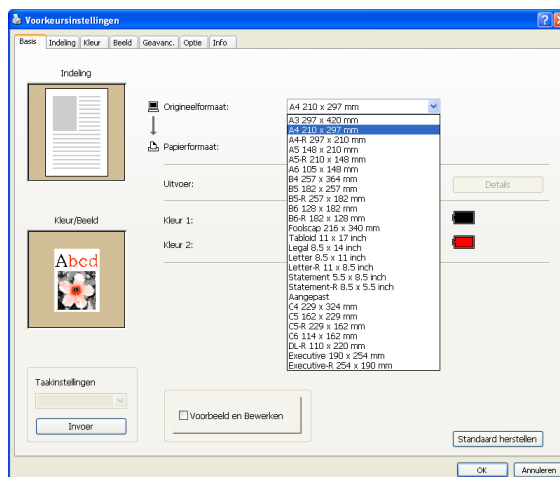 Voorkeursinstellingen
Basis Indeling Kleur Beeld Geavanc. Optie Info
Indeling
Origineelformaat: A4 210 x 297 mm
A3 297 x 420 mm
A4 210 x 297 mm
A4-R 297 x 210 mm
A5 148 x 210 mm
A5-R 210 x 148 mm
A6 105 x 148 mm
B4 257 x 364 mm
B5 182 x 257 mm
B5-R 257 x 182 mm
B6 128 x 182 mm
B6-R 182 x 128 mm
Foolscap 216 x 340 mm
Tabloid 11 x 17 inch
Legal 8.5 x 14 inch
Letter 8.5 x 11 inch
Letter-R 11 x 8.5 inch
Statement 5.5 x 8.5 inch
Statement-R 8.5 x 5.5 inch
Aangepast
C4 229 x 324 mm
C5 162 x 229 mm
C5-R 229 x 162 mm
C6 114 x 162 mm
DL-R 110 x 220 mm
Executive 190 x 254 mm
Executive-R 254 x 190 mm
Papierformaat:
Uitvoer:
Details
Kleur/Beeld
Kleur 1:
Kleur 2:
Abcd
Taakinstellingen
Invoer
Voorbeeld en Bewerken
Standaard herstellen
OK
Annuleren